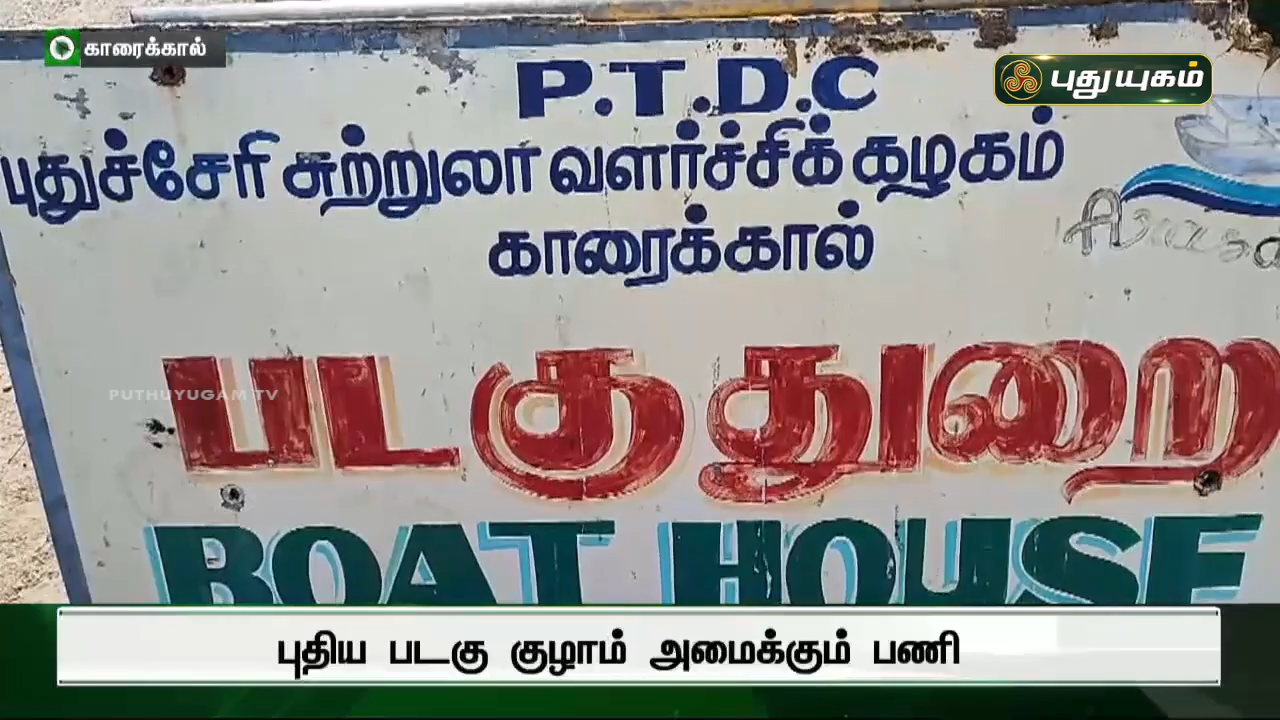 காரைக்கால்
புதுயுகம்
P.T.D.C
புதுச்சேரி சுற்றுலா வளர்ச்சிக் கழகம்
காரைக்கால்
படகுதுறை
PUTHUYUGAM TV
BOAT HOUSE
புதிய படகு குழாம் அமைக்கும் பணி